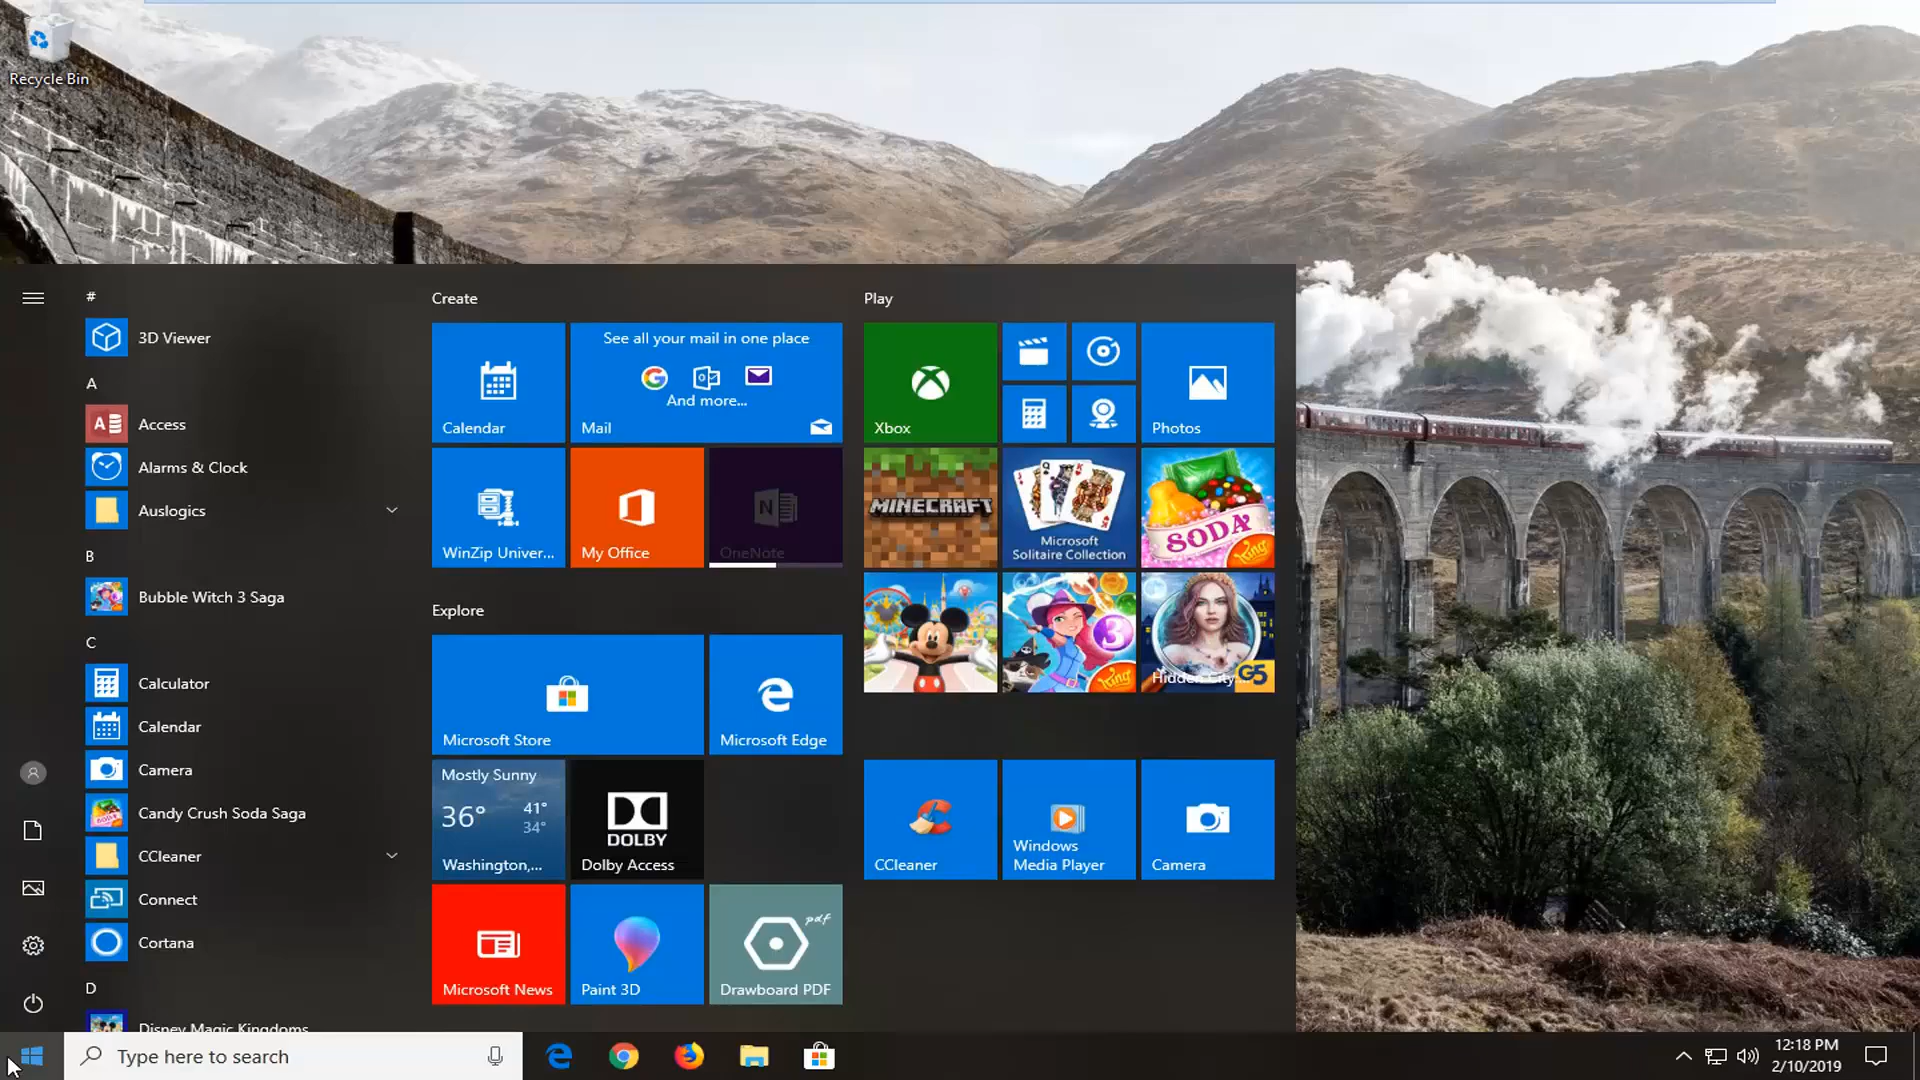 Recycle Bin
#
3D Viewer
A
Access
Alarms & Clock
Auslogics
B
Bubble Witch 3 Saga
C
Calculator
Calendar
Camera
Candy Crush Soda Saga
CCleaner
Connect
Cortana
D
Disney Magic Kingdoms
Create
Calendar
See all your mail in one place
And more...
Mail
WinZip Univer...
My Office
OneNote
Explore
Microsoft Store
Microsoft Edge
Mostly Sunny
36°
41°
34°
Washington,...
DOLBY
Dolby Access
Microsoft News
Paint 3D
pdf
Drawboard PDF
Play
Xbox
Photos
MINECRAFT
Microsoft
Solitaire Collection
SODA
King
3
King
Hidden City...
G5
CCleaner
Windows
Media Player
Camera
Type here to search
12:18 PM
2/10/2019